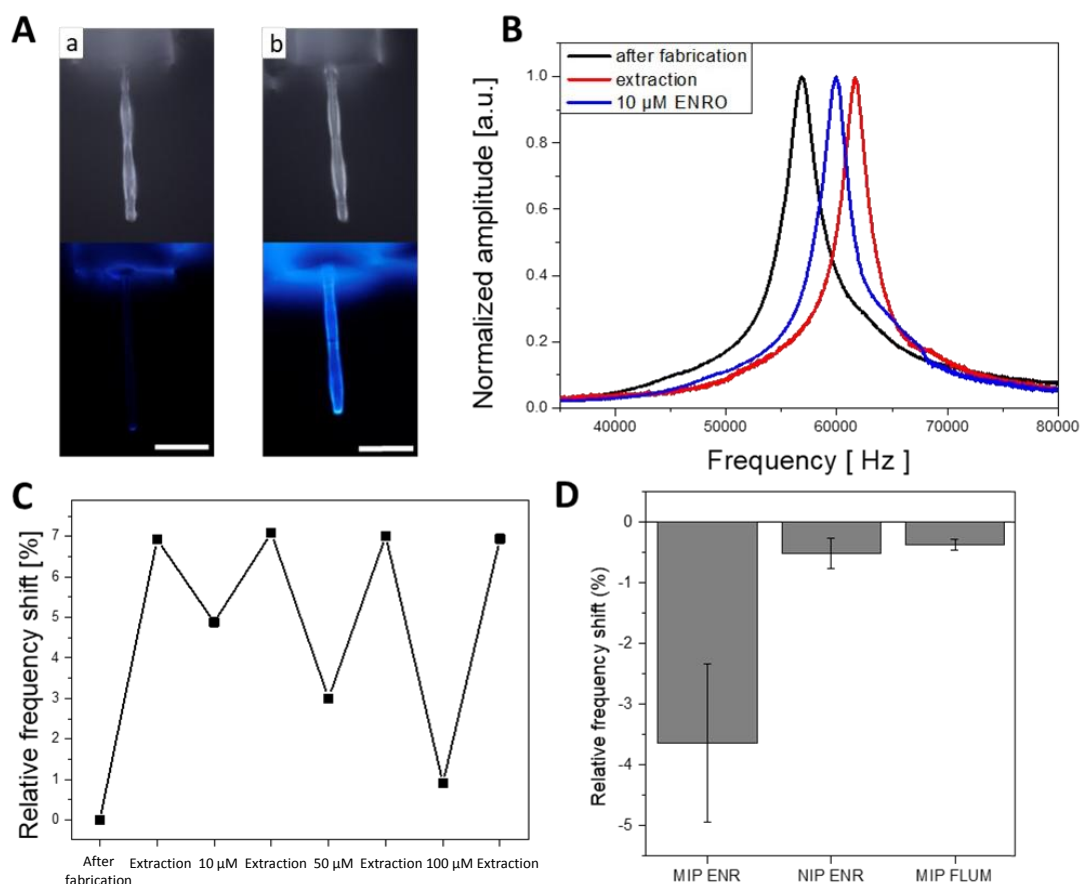 A
a
b
B
after fabrication
extraction
10 µM ENRO
Normalized amplitude [a.u.]
1.0
0.8
0.6
0.4
0.2
0.0
40000 50000 60000 70000 80000
Frequency [ Hz ]
C
Relative frequency shift [%]
7
6
5
4
3
2
1
0
After fabrication
Extraction
10 µM
Extraction
50 µM
Extraction
100 µM
Extraction
D
Relative frequency shift (%)
0
-1
-2
-3
-4
-5
MIP ENR
NIP ENR
MIP FLUM